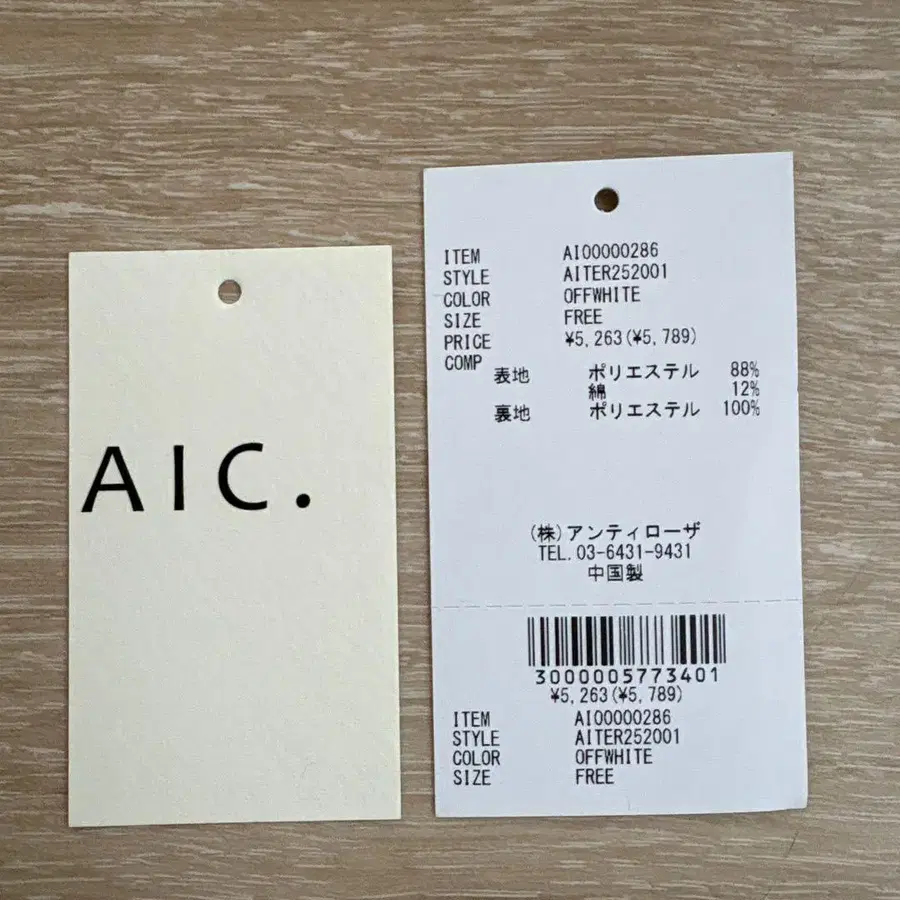 AIC.
ITEM AI00000286
STYLE AITER252001
COLOR OFFWHITE
SIZE FREE
PRICE ¥5,263(¥5,789)
COMP
表地 ポリエステル 88%
綿 12%
裏地 ポリエステル 100%
(株)アンティローザ
TEL.03-6431-9431
中国製
3000005773401
¥5,263(¥5,789)
ITEM AI00000286
STYLE AITER252001
COLOR OFFWHITE
SIZE FREE